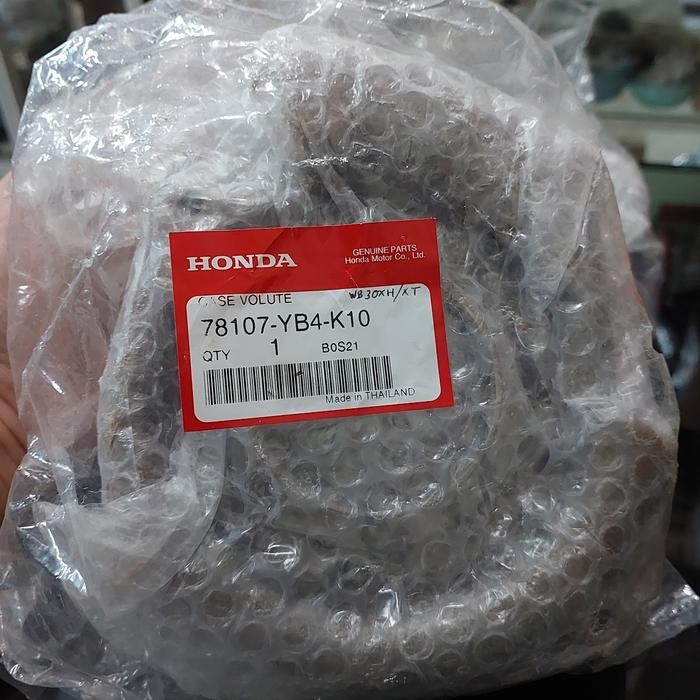 HONDA
GENUINE PARTS
Honda Motor Co., Ltd.
CASE VOLUTE
WB30XH/XT
78107-YB4-K10
QTY 1 B0S21
Made in THAILAND